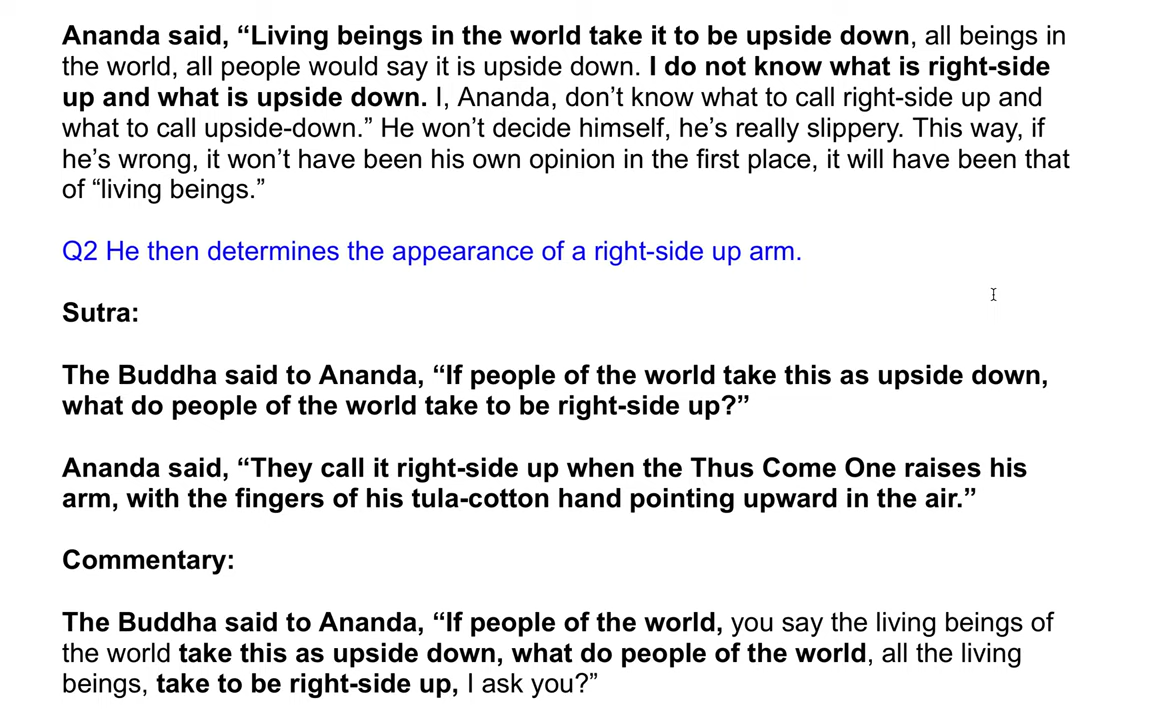 Ananda said, “Living beings in the world take it to be upside down, all beings in
the world, all people would say it is upside down. I do not know what is right-side
up and what is upside down. I, Ananda, don’t know what to call right-side up and
what to call upside-down.” He won’t decide himself, he’s really slippery. This way, if
he’s wrong, it won’t have been his own opinion in the first place, it will have been that
of “living beings.”
Q2 He then determines the appearance of a right-side up arm.
Sutra:
The Buddha said to Ananda, “If people of the world take this as upside down,
what do people of the world take to be right-side up?”
Ananda said, “They call it right-side up when the Thus Come One raises his
arm, with the fingers of his tula-cotton hand pointing upward in the air.”
Commentary:
The Buddha said to Ananda, “If people of the world, you say the living beings of
the world take this as upside down, what do people of the world, all the living
beings, take to be right-side up, I ask you?”